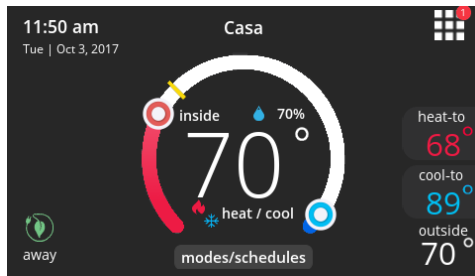 11:50 am
Casa
1
Tue | Oct 3, 2017
inside
70%
70°
heat / cool
heat-to
68°
cool-to
89°
outside
70°
away
modes/schedules